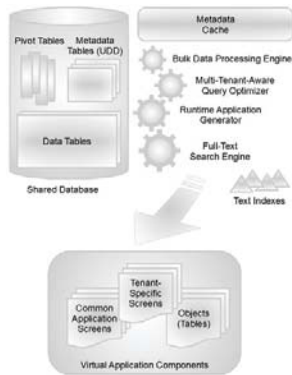 Pivot Tables
Metadata
Tables (UDD)
Data Tables
Shared Database
Metadata
Cache
Bulk Data Processing Engine
Multi-Tenant-Aware
Query Optimizer
Runtime Application
Generator
Full-Text
Search Engine
Text Indexes
Common
Application
Screens
Tenant-
Specific
Screens
Objects
(Tables)
Virtual Application Components